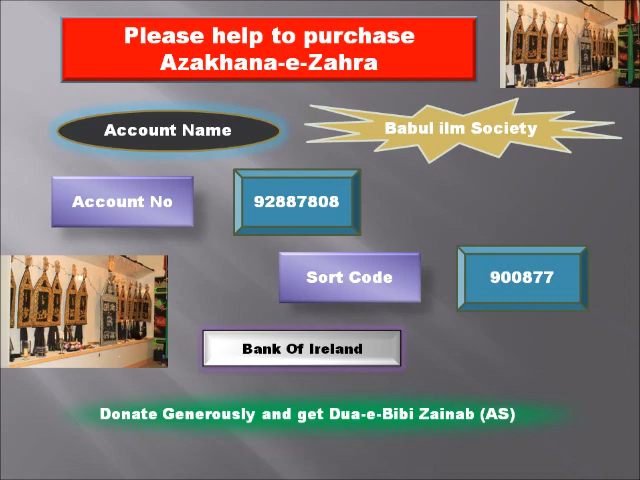 Please help to purchase
Azakhana-e-Zahra
Account Name
Babul ilm Society
Account No
92887808
Sort Code
900877
Bank Of Ireland
Donate Generously and get Dua-e-Bibi Zainab (AS)